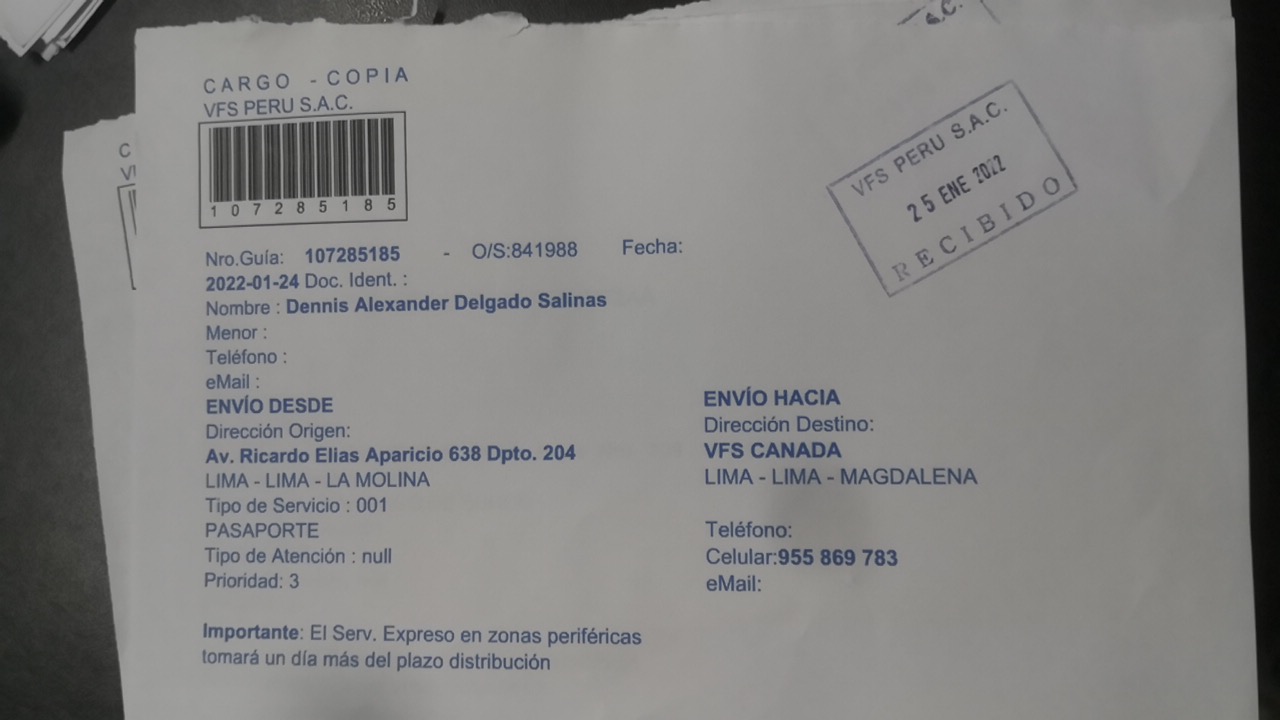 CARGO - COPIA
VFS PERU S.A.C.
107285185
Nro.Guía: 107285185 - O/S:841988 Fecha:
2022-01-24 Doc. Ident. :
Nombre : Dennis Alexander Delgado Salinas
Menor :
Teléfono :
eMail :
ENVÍO DESDE
Dirección Origen:
Av. Ricardo Elias Aparicio 638 Dpto. 204
LIMA - LIMA - LA MOLINA
Tipo de Servicio : 001
PASAPORTE
Tipo de Atención : null
Prioridad: 3
ENVÍO HACIA
Dirección Destino:
VFS CANADA
LIMA - LIMA - MAGDALENA
Teléfono:
Celular:955 869 783
eMail:
Importante: El Serv. Expreso en zonas periféricas
tomará un día más del plazo distribución
VFS PERU S.A.C.
25 ENE 2022
RECIBIDO